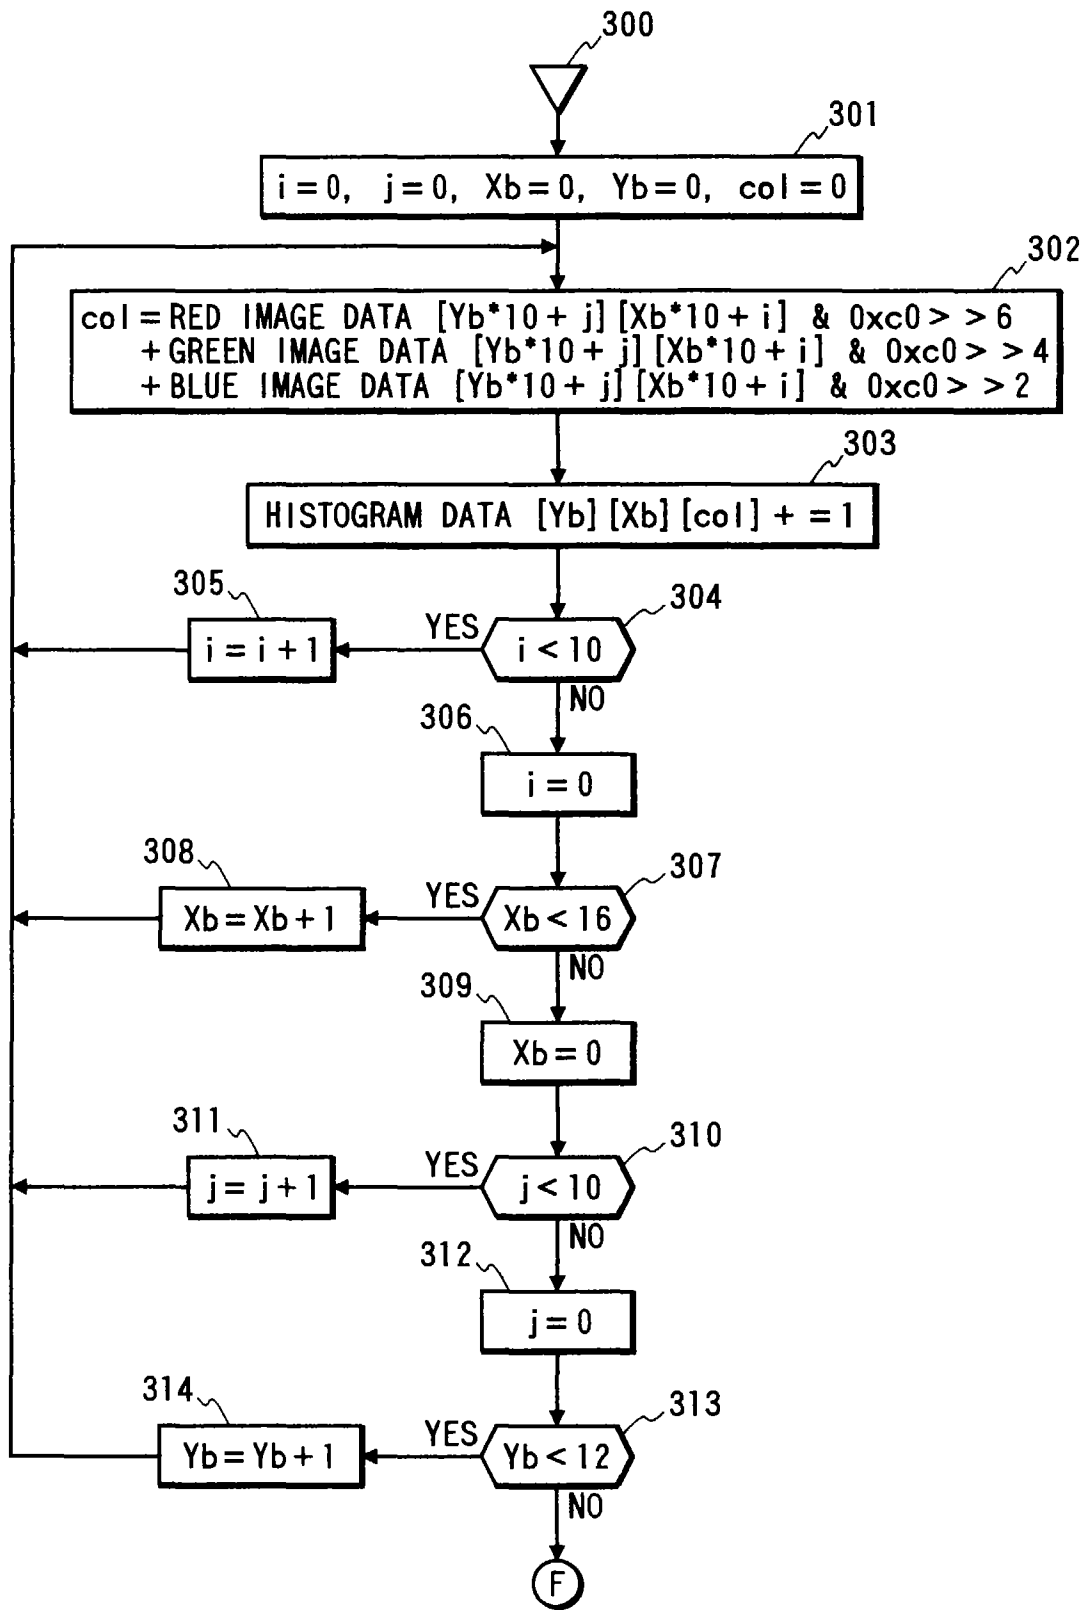 300
301
i=0, j=0, Xb=0, Yb=0, col=0
302
col = RED IMAGE DATA [Yb*10 + j] [Xb*10 + i] & 0xc0 > > 6
+ GREEN IMAGE DATA [Yb*10 + j] [Xb*10 + i] & 0xc0 > > 4
+ BLUE IMAGE DATA [Yb*10 + j] [Xb*10 + i] & 0xc0 > > 2
303
HISTOGRAM DATA [Yb] [Xb] [col] + = 1
305
304
i = i + 1
YES
i < 10
NO
306
i = 0
308
307
Xb = Xb + 1
YES
Xb < 16
NO
309
Xb = 0
311
310
j = j + 1
YES
j < 10
NO
312
j = 0
314
313
Yb = Yb + 1
YES
Yb < 12
NO
F